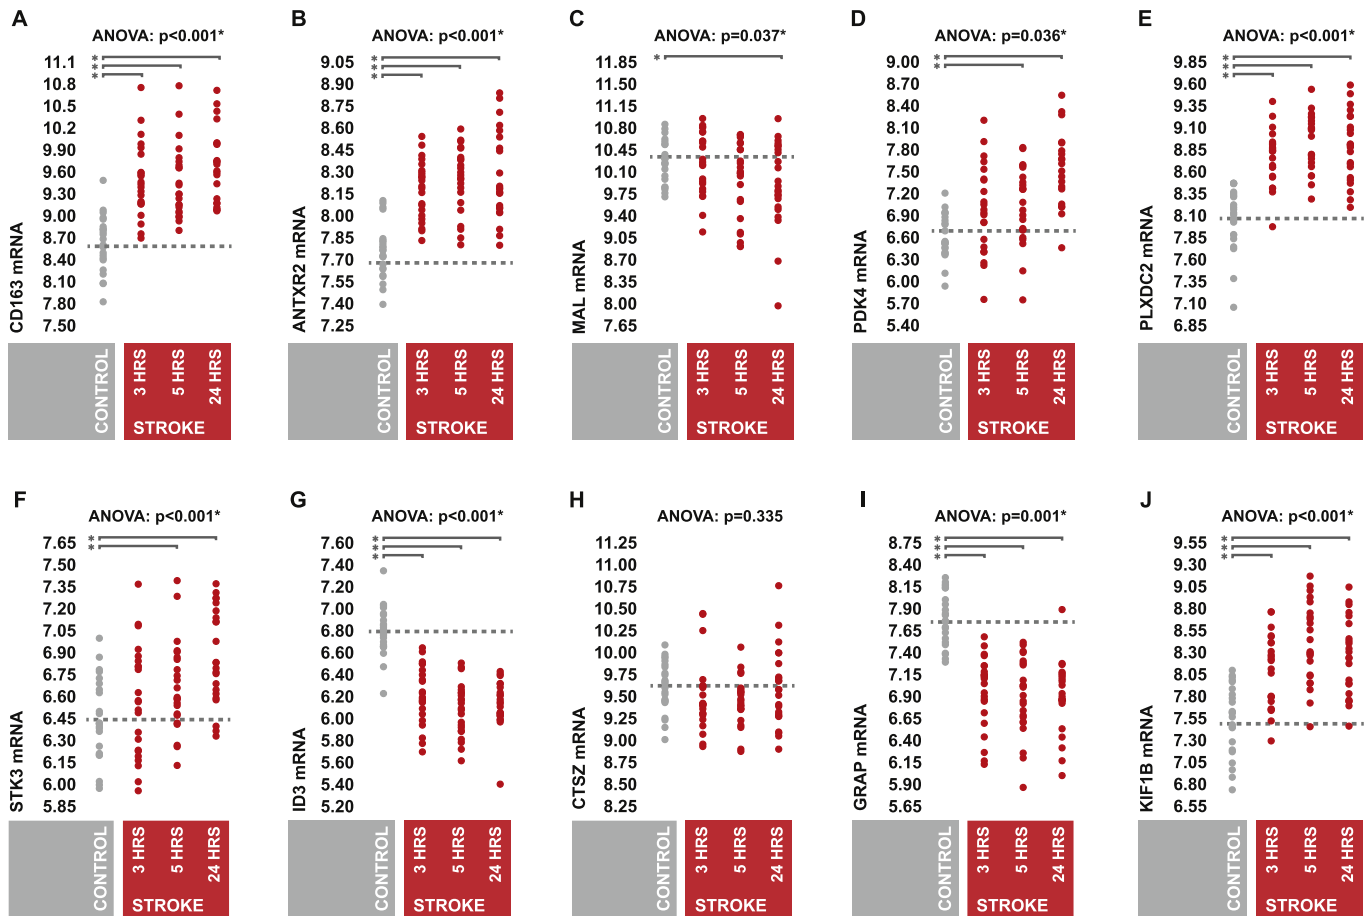 A
ANOVA: p<0.001*
*
*
*
CD163 mRNA
11.1
10.8
10.5
10.2
9.90
9.60
9.30
9.00
8.70
8.40
8.10
7.80
7.50
CONTROL
3 HRS
5 HRS
24 HRS
STROKE
B
ANOVA: p<0.001*
*
*
*
ANTXR2 mRNA
9.05
8.90
8.75
8.60
8.45
8.30
8.15
8.00
7.85
7.70
7.55
7.40
7.25
CONTROL
3 HRS
5 HRS
24 HRS
STROKE
C
ANOVA: p=0.037*
*
MAL mRNA
11.85
11.50
11.15
10.80
10.45
10.10
9.75
9.40
9.05
8.70
8.35
8.00
7.65
CONTROL
3 HRS
5 HRS
24 HRS
STROKE
D
ANOVA: p=0.036*
*
*
PDK4 mRNA
9.00
8.70
8.40
8.10
7.80
7.50
7.20
6.90
6.60
6.30
6.00
5.70
5.40
CONTROL
3 HRS
5 HRS
24 HRS
STROKE
E
ANOVA: p<0.001*
*
*
*
PLXDC2 mRNA
9.85
9.60
9.35
9.10
8.85
8.60
8.35
8.10
7.85
7.60
7.35
7.10
6.85
CONTROL
3 HRS
5 HRS
24 HRS
STROKE
F
ANOVA: p<0.001*
*
*
STK3 mRNA
7.65
7.50
7.35
7.20
7.05
6.90
6.75
6.60
6.45
6.30
6.15
6.00
5.85
CONTROL
3 HRS
5 HRS
24 HRS
STROKE
G
ANOVA: p<0.001*
*
*
*
ID3 mRNA
7.60
7.40
7.20
7.00
6.80
6.60
6.40
6.20
6.00
5.80
5.60
5.40
5.20
CONTROL
3 HRS
5 HRS
24 HRS
STROKE
H
ANOVA: p=0.335
CTSZ mRNA
11.25
11.00
10.75
10.50
10.25
10.00
9.75
9.50
9.25
9.00
8.75
8.50
8.25
CONTROL
3 HRS
5 HRS
24 HRS
STROKE
I
ANOVA: p=0.001*
*
*
*
GRAP mRNA
8.75
8.40
8.15
7.90
7.65
7.40
7.15
6.90
6.65
6.40
6.15
5.90
5.65
CONTROL
3 HRS
5 HRS
24 HRS
STROKE
J
ANOVA: p<0.001*
*
*
*
KIF1B mRNA
9.55
9.30
9.05
8.80
8.55
8.30
8.05
7.80
7.55
7.30
7.05
6.80
6.55
CONTROL
3 HRS
5 HRS
24 HRS
STROKE